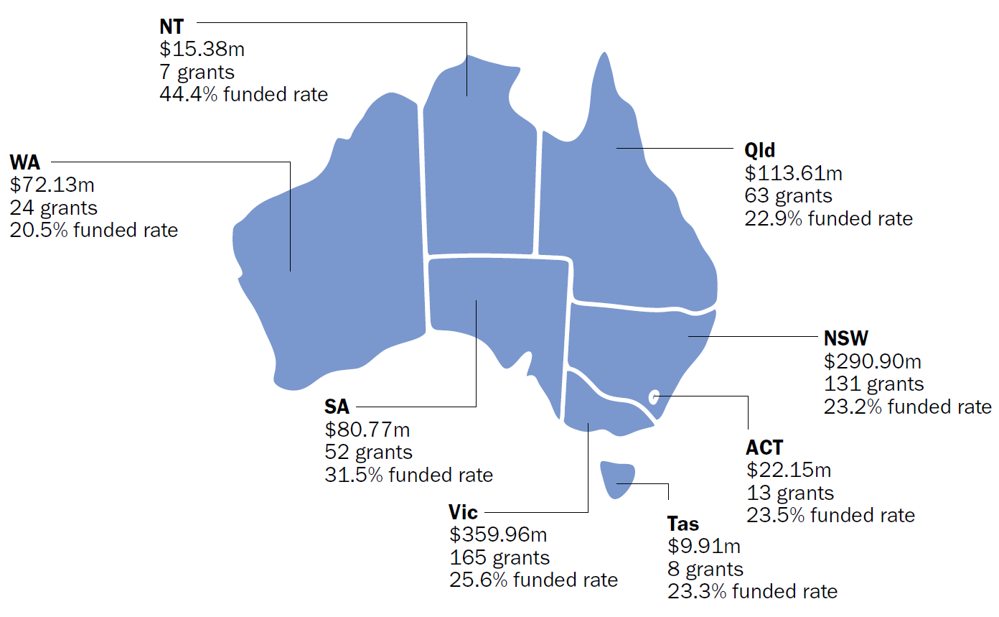 NT
$15.38m
7 grants
44.4% funded rate
WA
$72.13m
24 grants
20.5% funded rate
Qld
$113.61m
63 grants
22.9% funded rate
NSW
$290.90m
131 grants
23.2% funded rate
SA
$80.77m
52 grants
31.5% funded rate
ACT
$22.15m
13 grants
23.5% funded rate
Vic
$359.96m
165 grants
25.6% funded rate
Tas
$9.91m
8 grants
23.3% funded rate